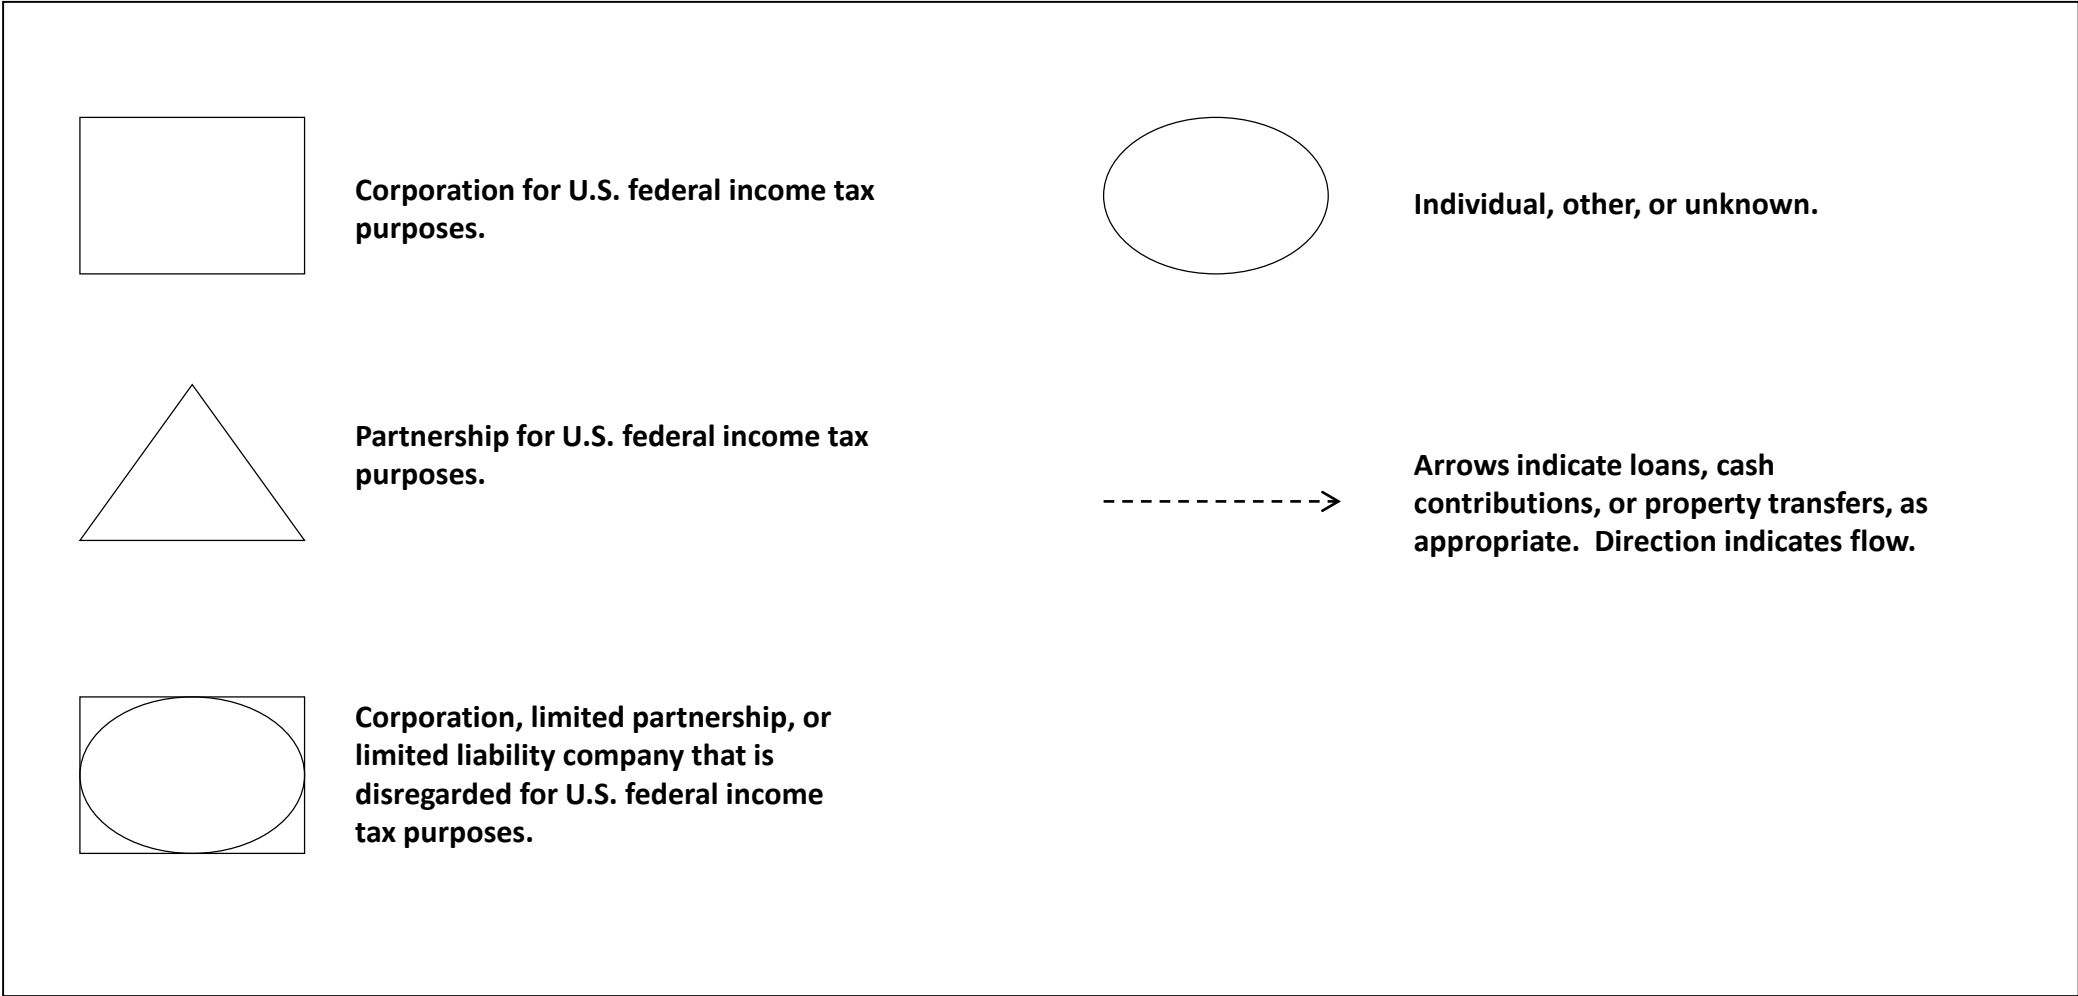 Corporation for U.S. federal income tax
purposes.
Individual, other, or unknown.
Partnership for U.S. federal income tax
purposes.
Arrows indicate loans, cash
contributions, or property transfers, as
appropriate.  Direction indicates flow.
Corporation, limited partnership, or
limited liability company that is
disregarded for U.S. federal income
tax purposes.